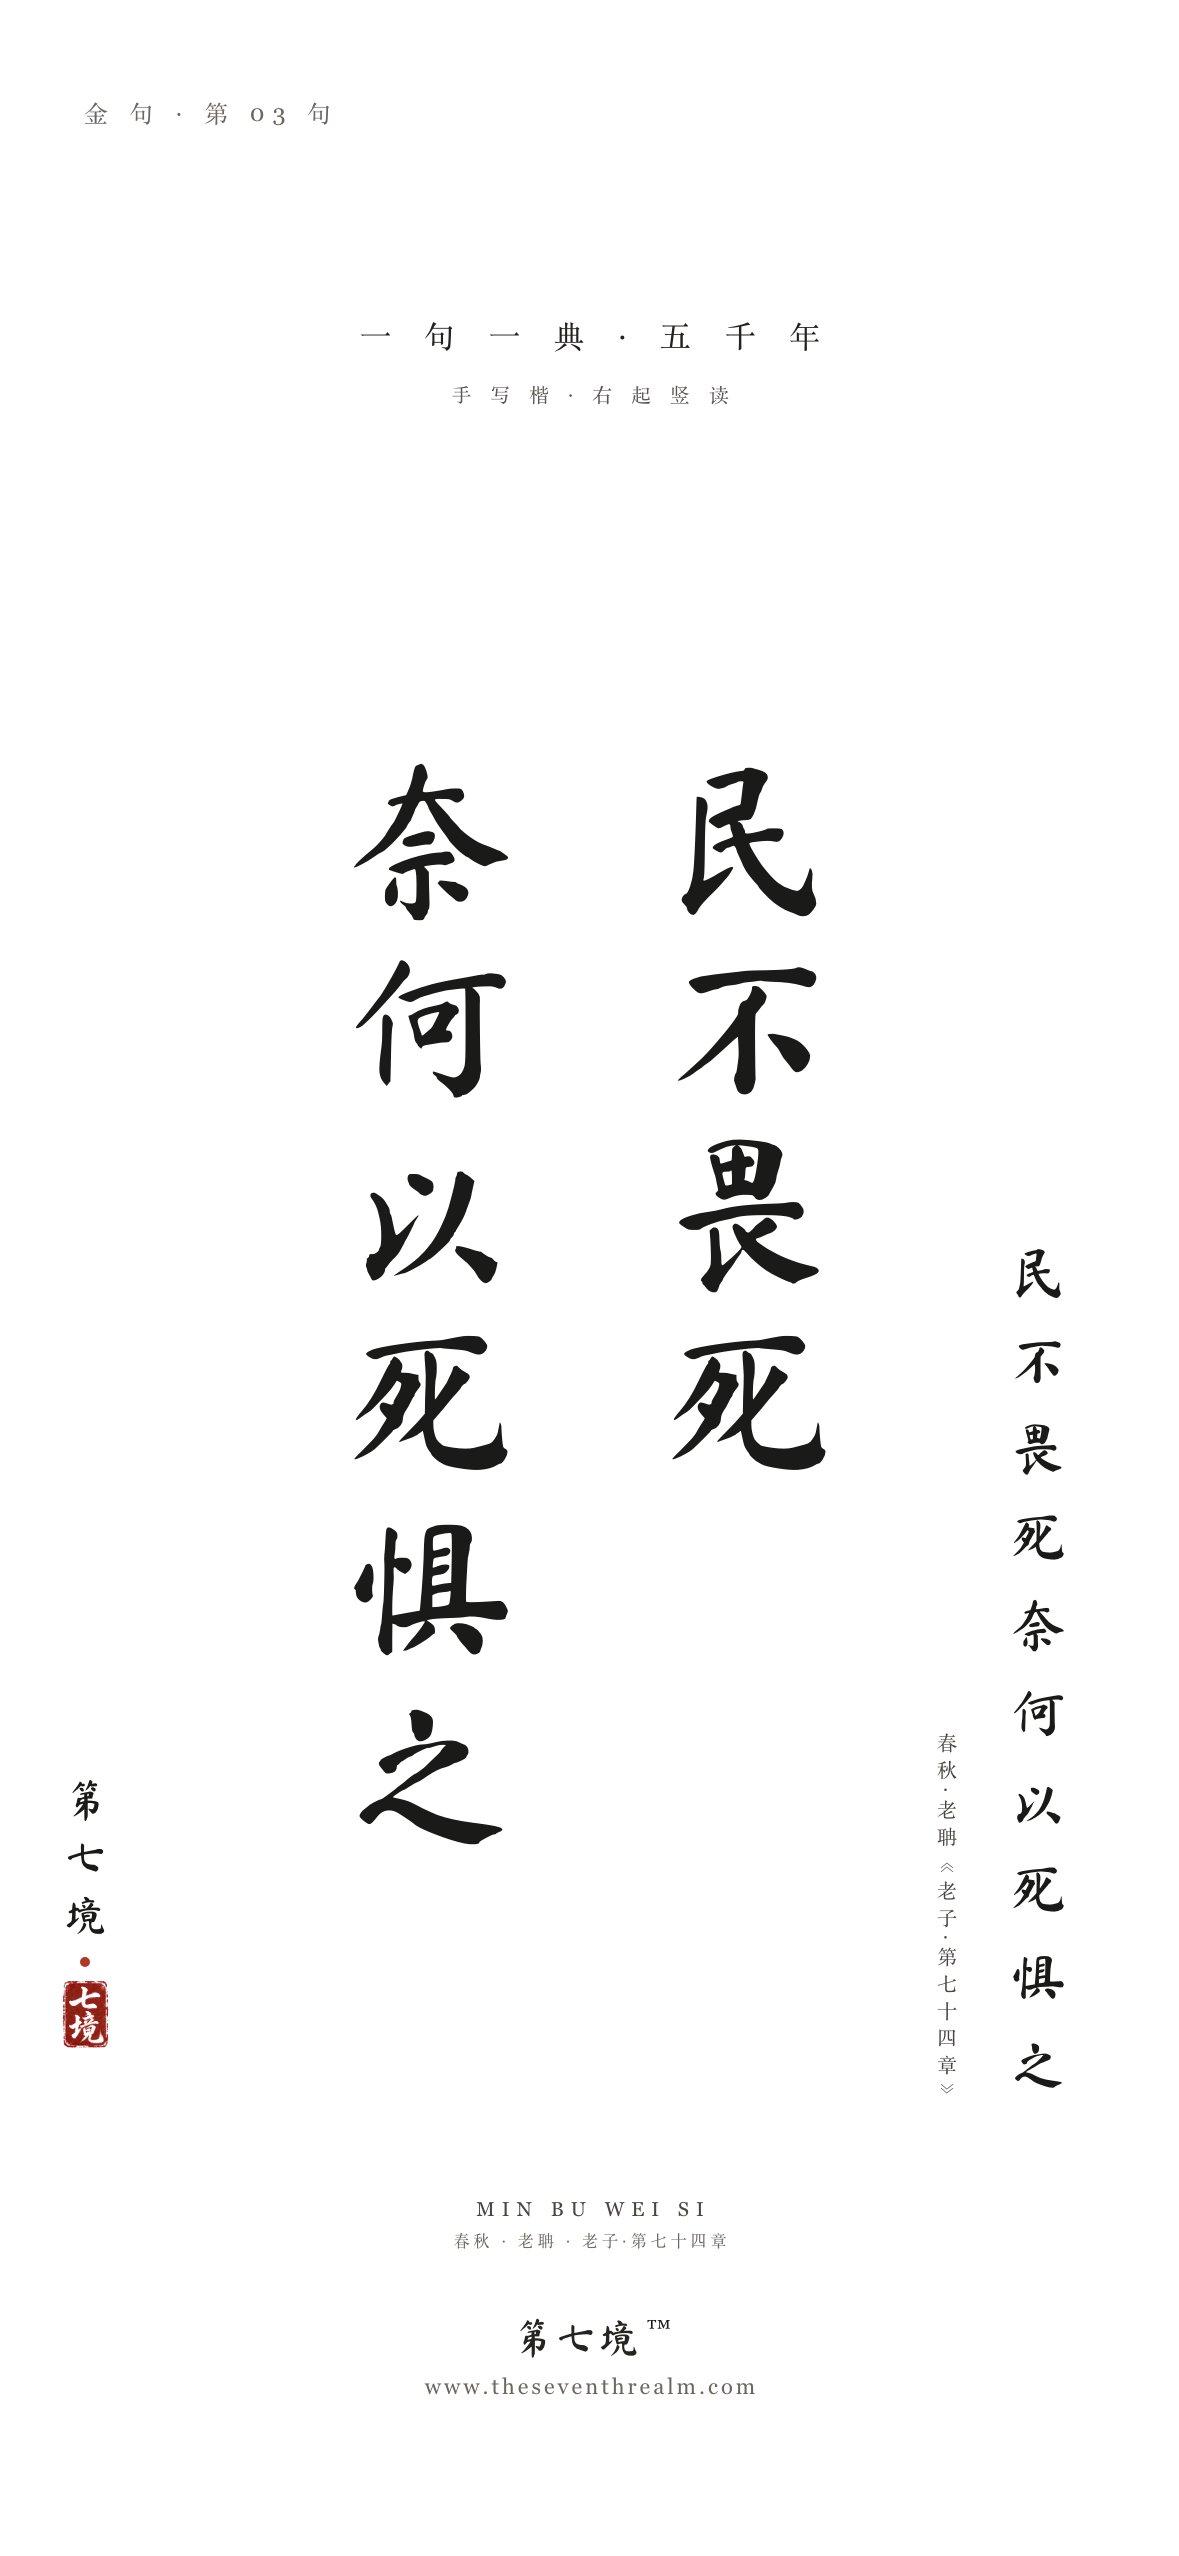 金句·第03句
一句一典·五千年
手写楷·右起竖读
民不畏死奈何以死惧之
春秋·老聃《老子·第七十四章》
民不畏死
奈何以死惧之
第七境
七境
MIN BU WEI SI
春秋 · 老聃 · 老子·第七十四章
第七境™
www.theseventhrealm.com